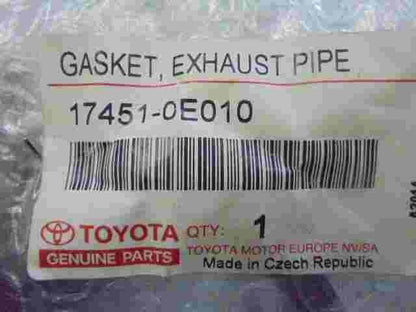 GASKET, EXHAUST PIPE
17451-0E010
TOYOTA QTY: 1
GENUINE PARTS
TOYOTA MOTOR EUROPE NV/SA
Made in Czech Republic